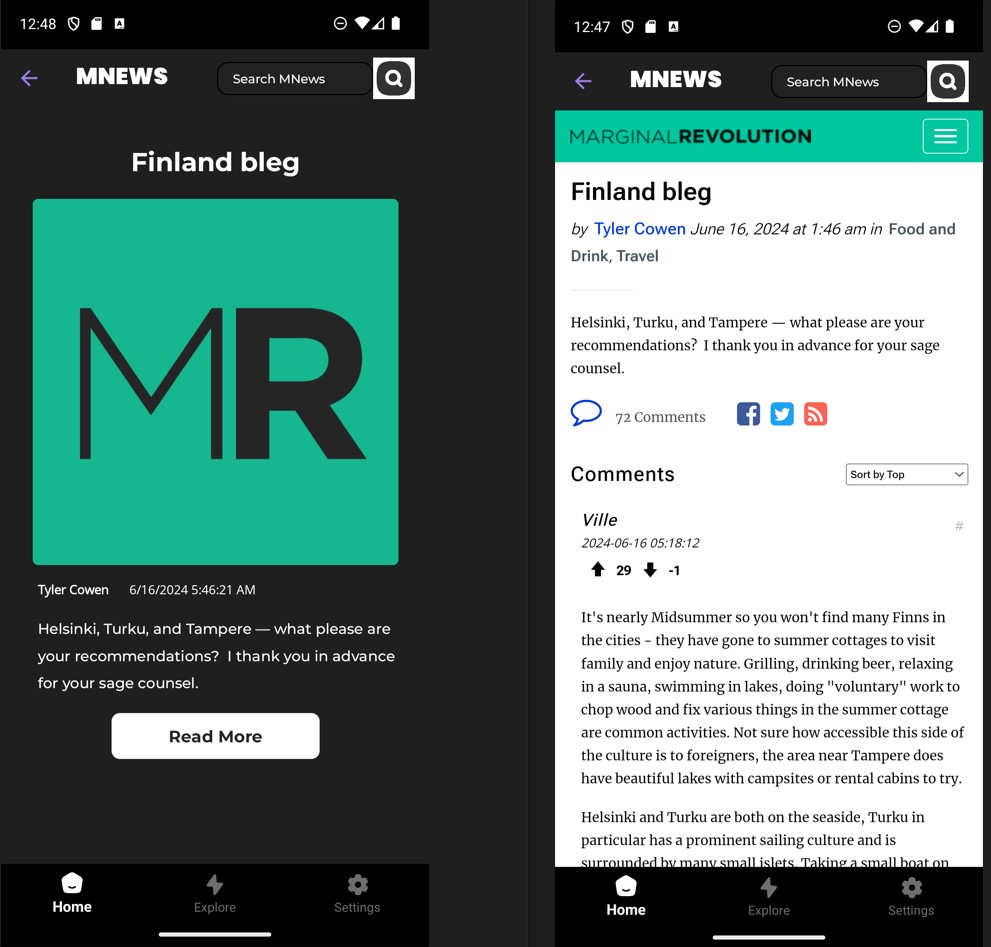 12:48
MNEWS
Search MNews
Finland bleg
MR
Tyler Cowen 6/16/2024 5:46:21 AM
Helsinki, Turku, and Tampere — what please are
your recommendations?  I thank you in advance
for your sage counsel.
Read More
Home
Explore
Settings
12:47
MNEWS
Search MNews
MARGINALREVOLUTION
Finland bleg
by Tyler Cowen June 16, 2024 at 1:46 am in Food and
Drink, Travel
Helsinki, Turku, and Tampere — what please are your
recommendations?  I thank you in advance for your sage
counsel.
72 Comments
Comments
Sort by Top
Ville
#
2024-06-16 05:18:12
29 -1
It's nearly Midsummer so you won't find many Finns in
the cities - they have gone to summer cottages to visit
family and enjoy nature. Grilling, drinking beer, relaxing
in a sauna, swimming in lakes, doing "voluntary" work to
chop wood and fix various things in the summer cottage
are common activities. Not sure how accessible this side of
the culture is to foreigners, the area near Tampere does
have beautiful lakes with campsites or rental cabins to try.
Helsinki and Turku are both on the seaside, Turku in
particular has a prominent sailing culture and is
surrounded by many small islets. Taking a small boat on
Home
Explore
Settings